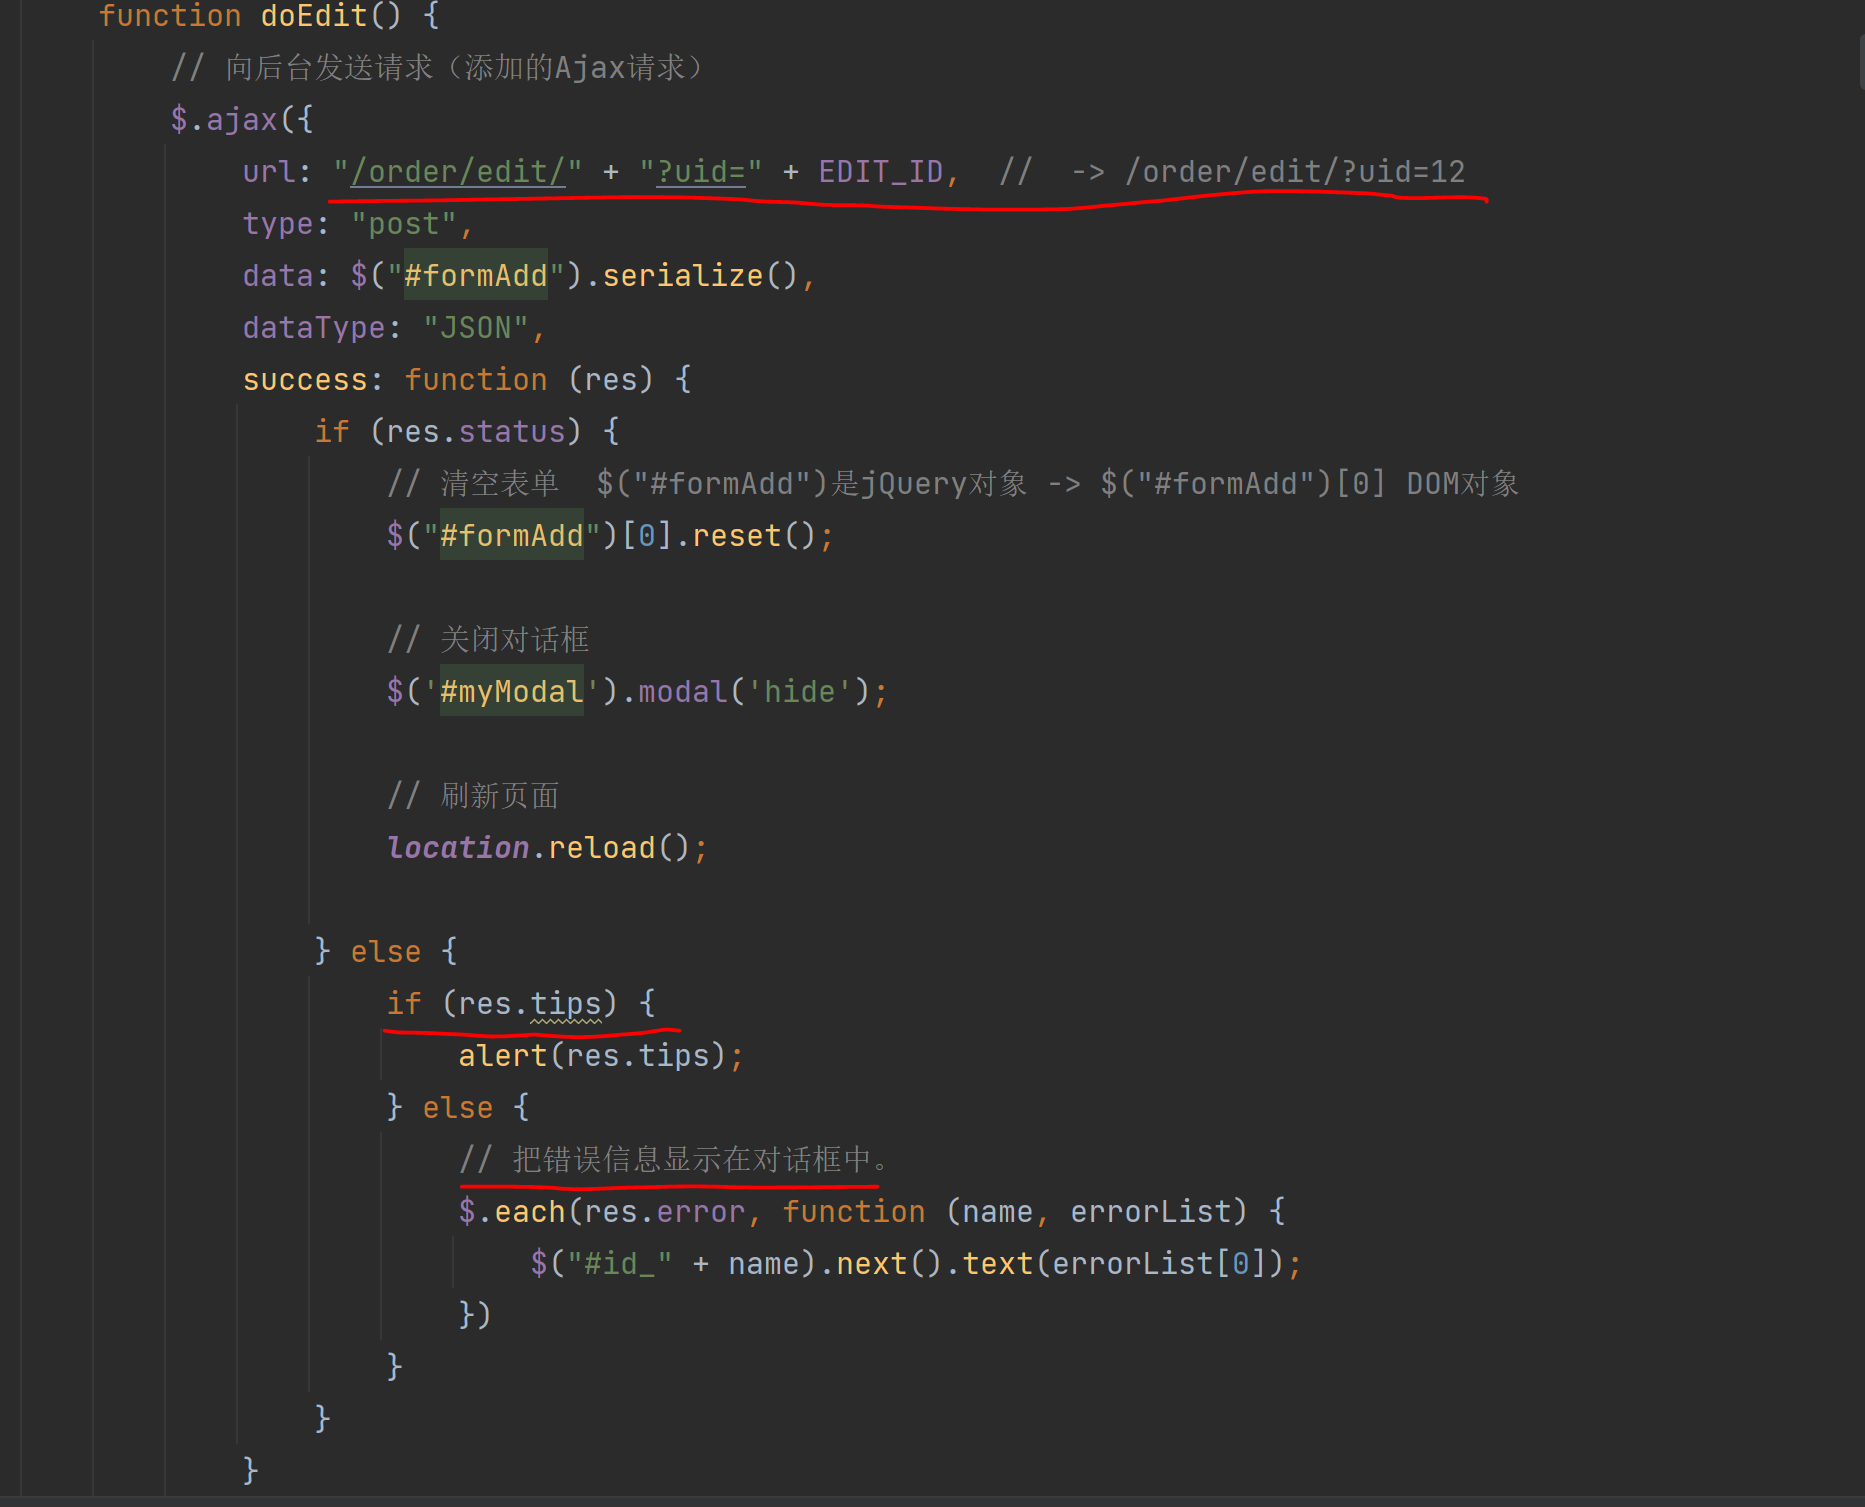 function doEdit() {
// 向后台发送请求（添加的Ajax请求）
$.ajax({
url: "/order/edit/" + "?uid=" + EDIT_ID, // -> /order/edit/?uid=12
type: "post",
data: $("#formAdd").serialize(),
dataType: "JSON",
success: function (res) {
if (res.status) {
// 清空表单 $("#formAdd")是jQuery对象 -> $("#formAdd")[0] DOM对象
$("#formAdd")[0].reset();
// 关闭对话框
$('#myModal').modal('hide');
// 刷新页面
location.reload();
} else {
if (res.tips) {
alert(res.tips);
} else {
// 把错误信息显示在对话框中。
$.each(res.error, function (name, errorList) {
$("#id_" + name).next().text(errorList[0]);
})
}
}
}